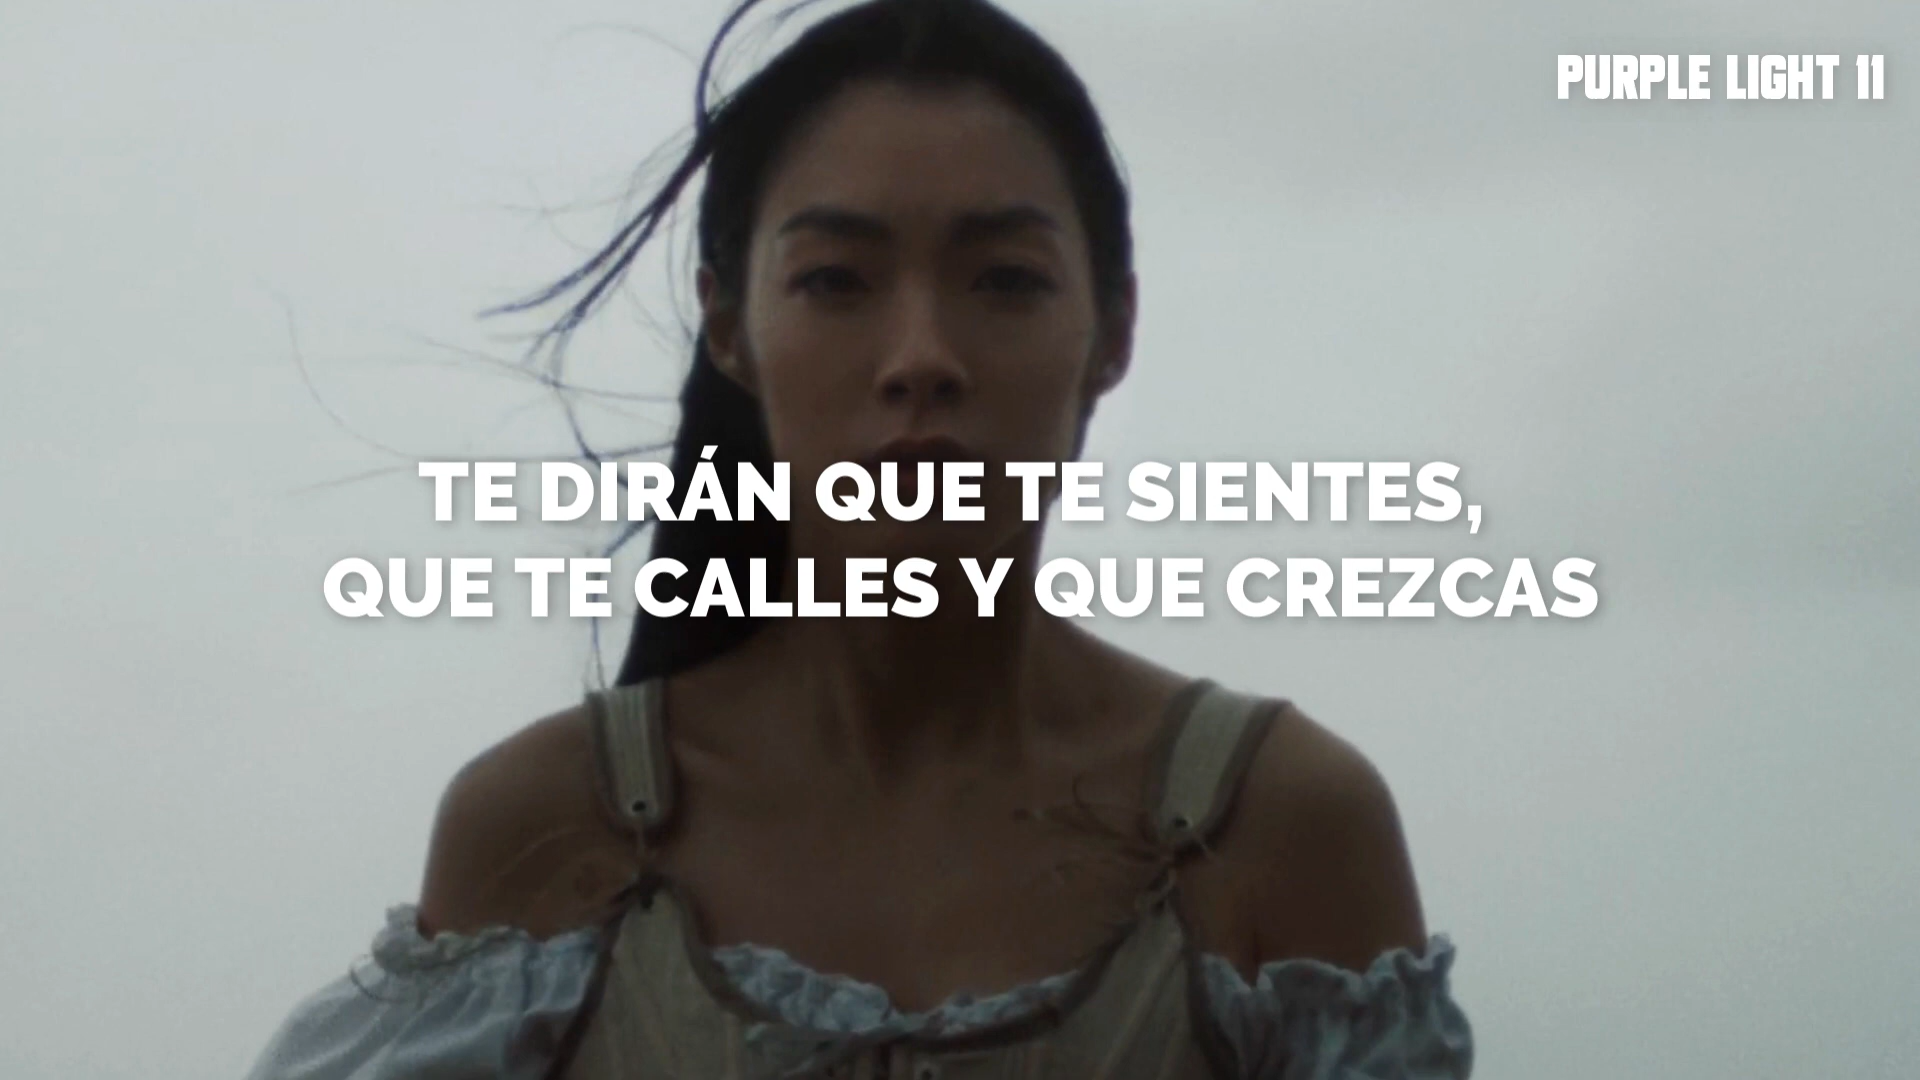 PURPLE LIGHT 11
TE DIRÁN QUE TE SIENTES,
QUE TE CALLES Y QUE CREZCAS